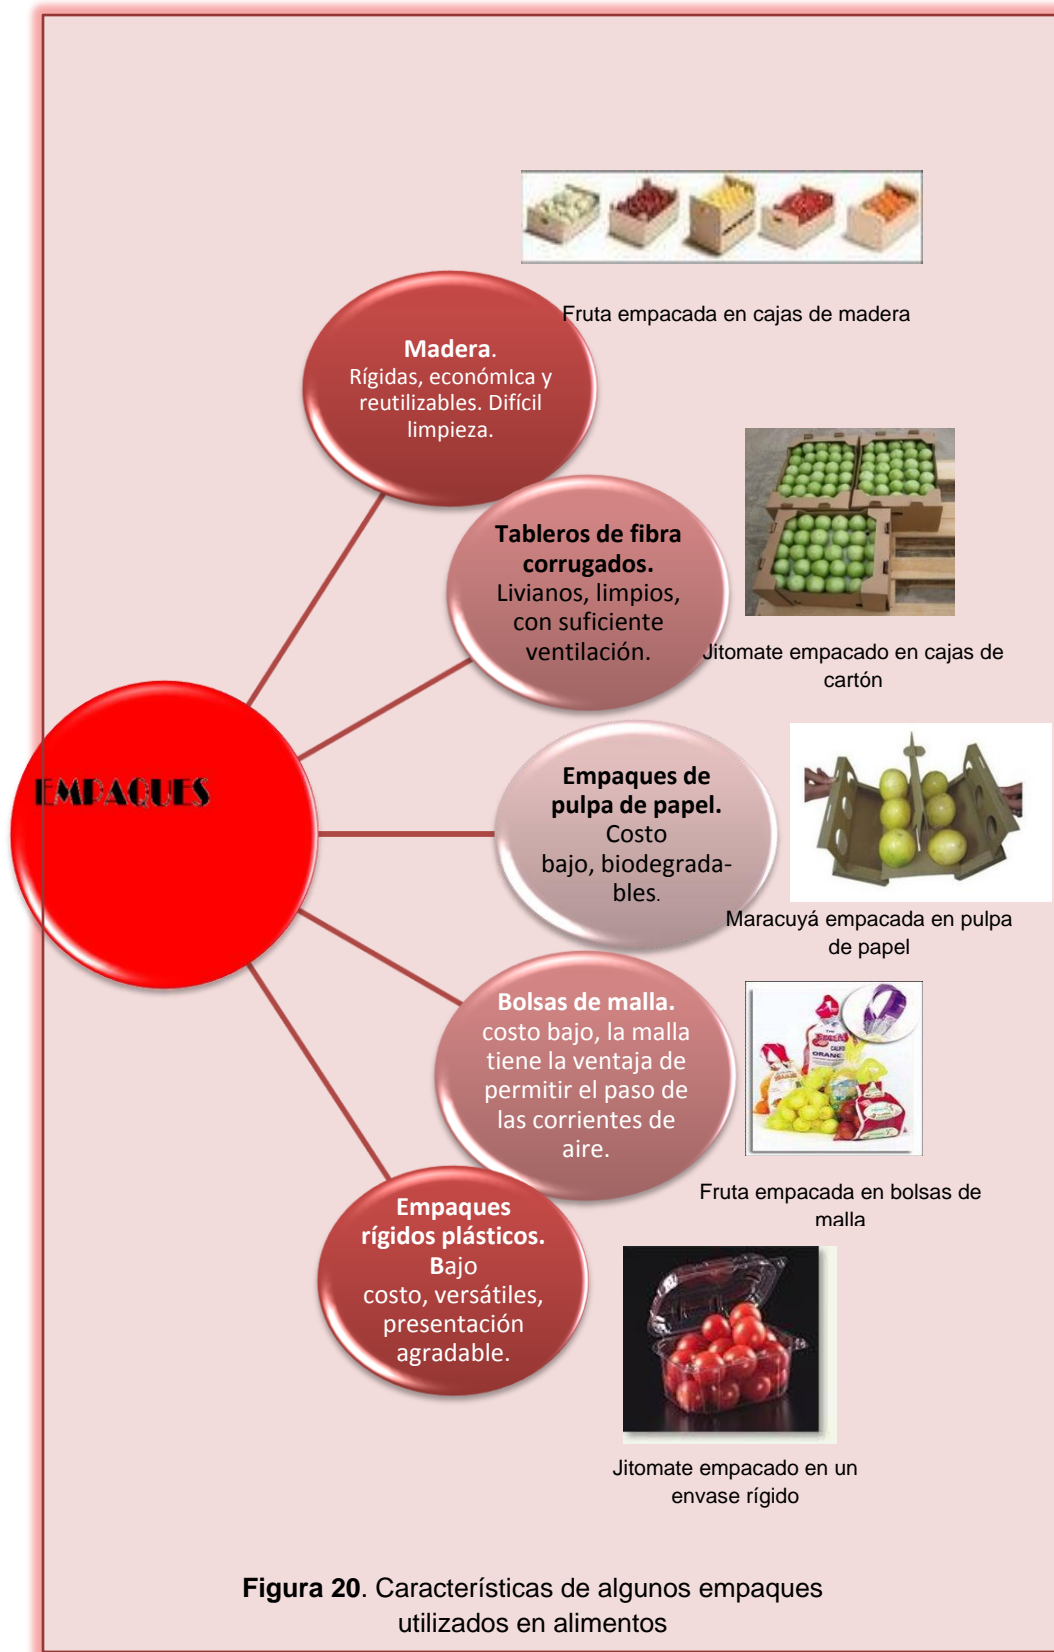 Fruta empacada en cajas de madera
Madera.
Rígidas, económIca y
reutilizables. Difícil
limpieza.
Tableros de fibra
corrugados.
Livianos, limpios,
con suficiente
ventilación.
Jitomate empacado en cajas de
cartón
EMPAQUES
Empaques de
pulpa de papel.
Costo
bajo, biodegrada-
bles.
Maracuyá empacada en pulpa
de papel
Bolsas de malla.
costo bajo, la malla
tiene la ventaja de
permitir el paso de
las corrientes de
aire.
ORANG
Fruta empacada en bolsas de
malla
Empaques
rígidos plásticos.
Bajo
costo, versátiles,
presentación
agradable.
Jitomate empacado en un
envase rígido
Figura 20. Características de algunos empaques
utilizados en alimentos